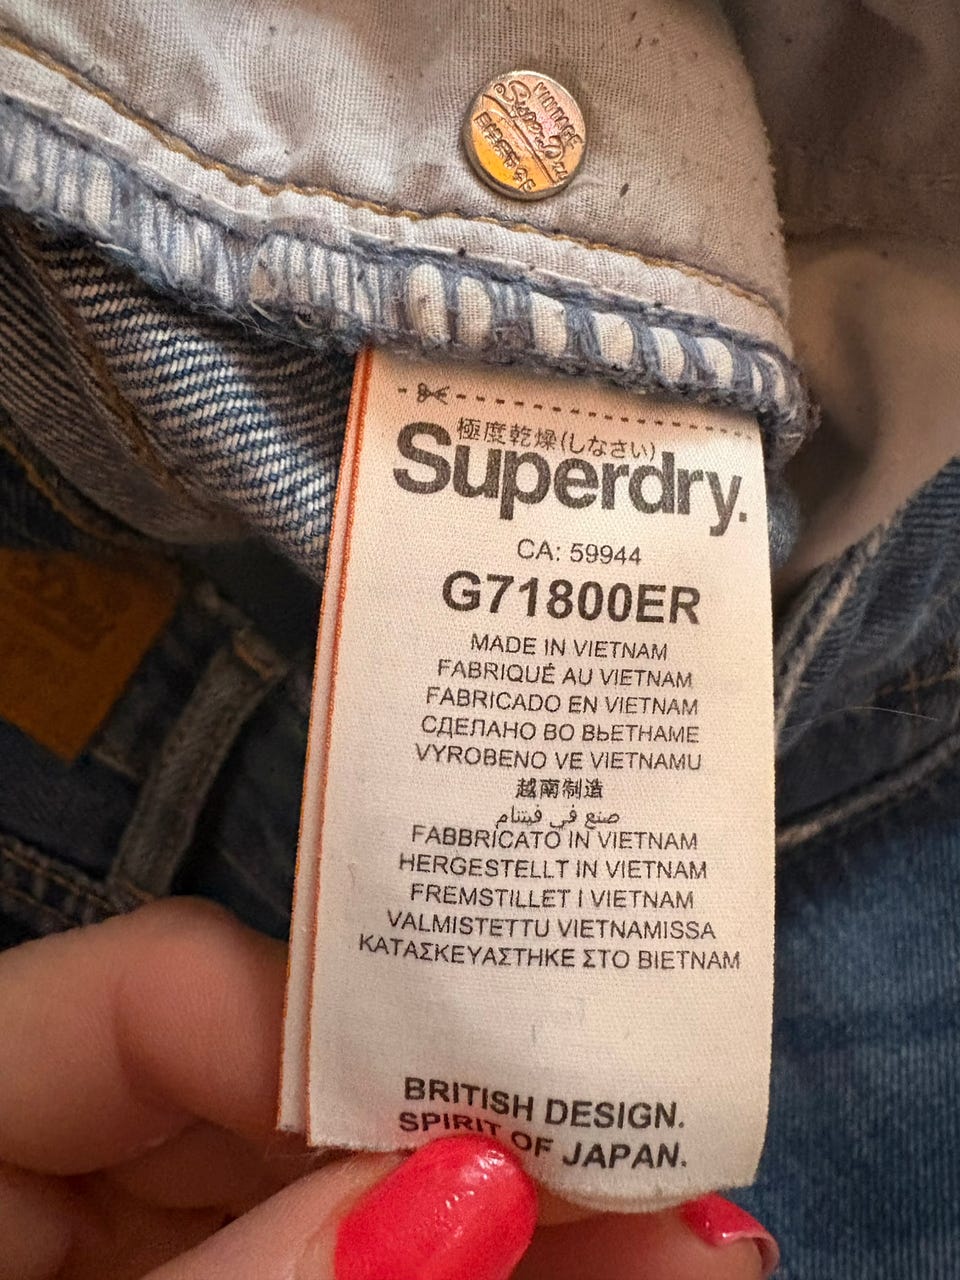 VINTAGE
Superdry
極度乾燥(しなさい)
Superdry.
CA: 59944
G71800ER
MADE IN VIETNAM
FABRIQUÉ AU VIETNAM
FABRICADO EN VIETNAM
СДЕЛАНО ВО ВЬЕТНАМЕ
VYROBENO VE VIETNAMU
越南制造
صنع في فيتنام
FABBRICATO IN VIETNAM
HERGESTELLT IN VIETNAM
FREMSTILLET I VIETNAM
VALMISTETTU VIETNAMISSA
ΚΑΤΑΣΚΕΥΑΣΤΗΚΕ ΣΤΟ ΒΙΕΤΝΑΜ
BRITISH DESIGN.
SPIRIT OF JAPAN.